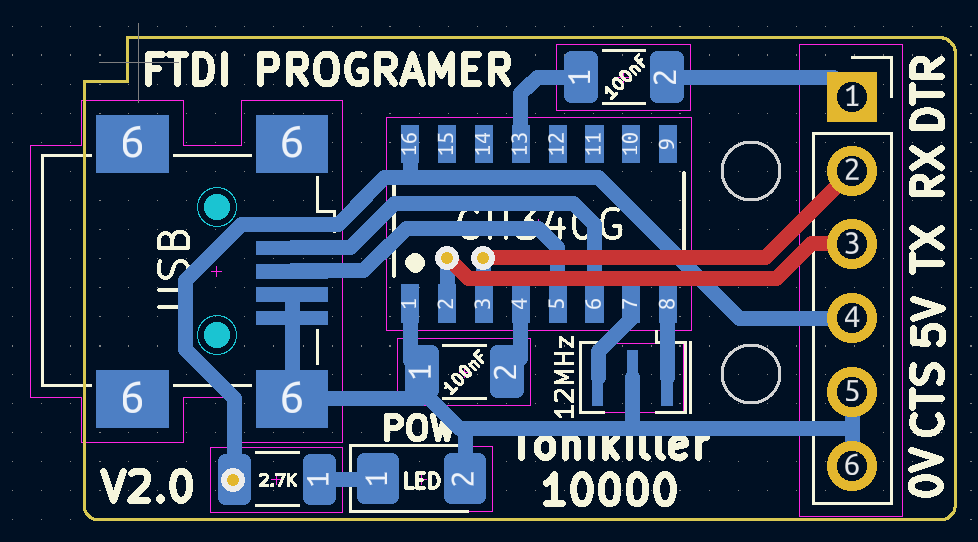 FTDI PROGRAMER
1 100nF 2
1
DTR
6 6
16 15 14 13 12 11 10 9
2
RX
USB
CH340G
3
TX
1 2 3 4 5 6 7 8
4
5V
1 100nF 2
12MHz
6 6
5
CTS
POW
Tonikiller
6
0V
V2.0
2.7K 1
1 LED 2
10000